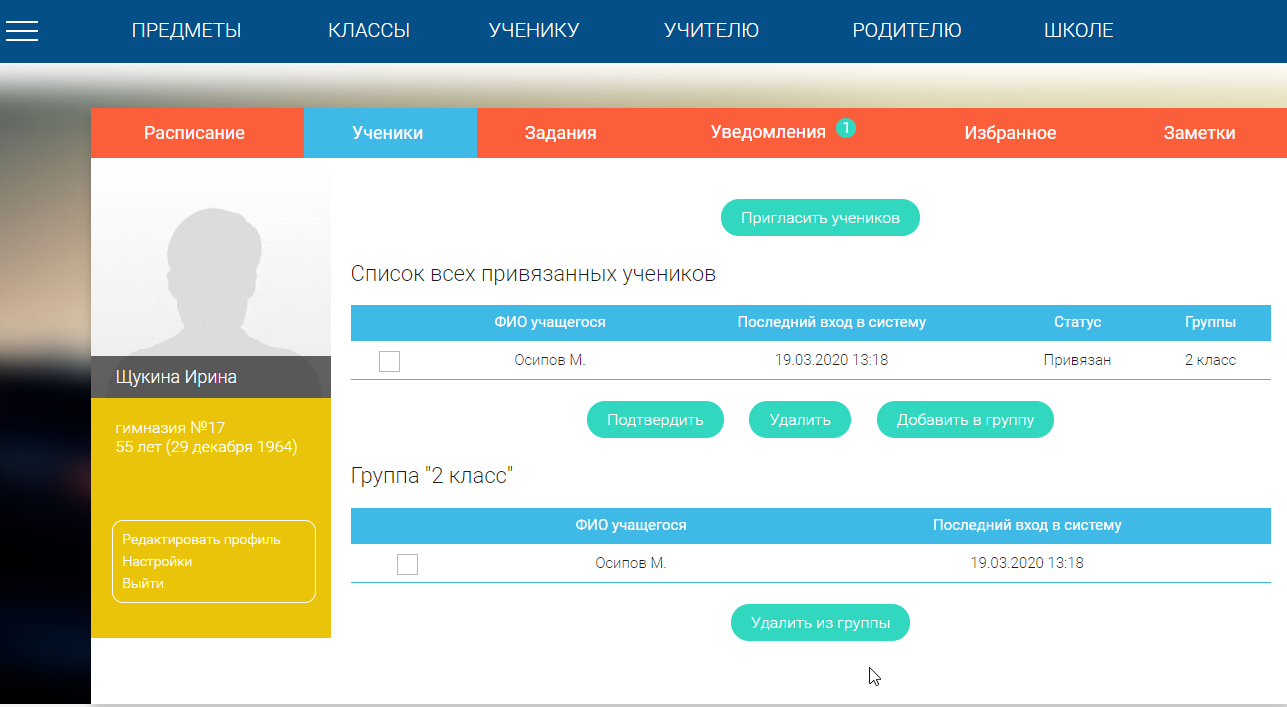 ПРЕДМЕТЫ КЛАССЫ УЧЕНИКУ УЧИТЕЛЮ РОДИТЕЛЮ ШКОЛЕ
Расписание Ученики Задания Уведомления 1 Избранное Заметки
Щукина Ирина
гимназия №17
55 лет (29 декабря 1964)
Редактировать профиль
Настройки
Выйти
Пригласить учеников
Список всех привязанных учеников
ФИО учащегося Последний вход в систему Статус Группы
Осипов М. 19.03.2020 13:18 Привязан 2 класс
Подтвердить Удалить Добавить в группу
Группа "2 класс"
ФИО учащегося Последний вход в систему
Осипов М. 19.03.2020 13:18
Удалить из группы